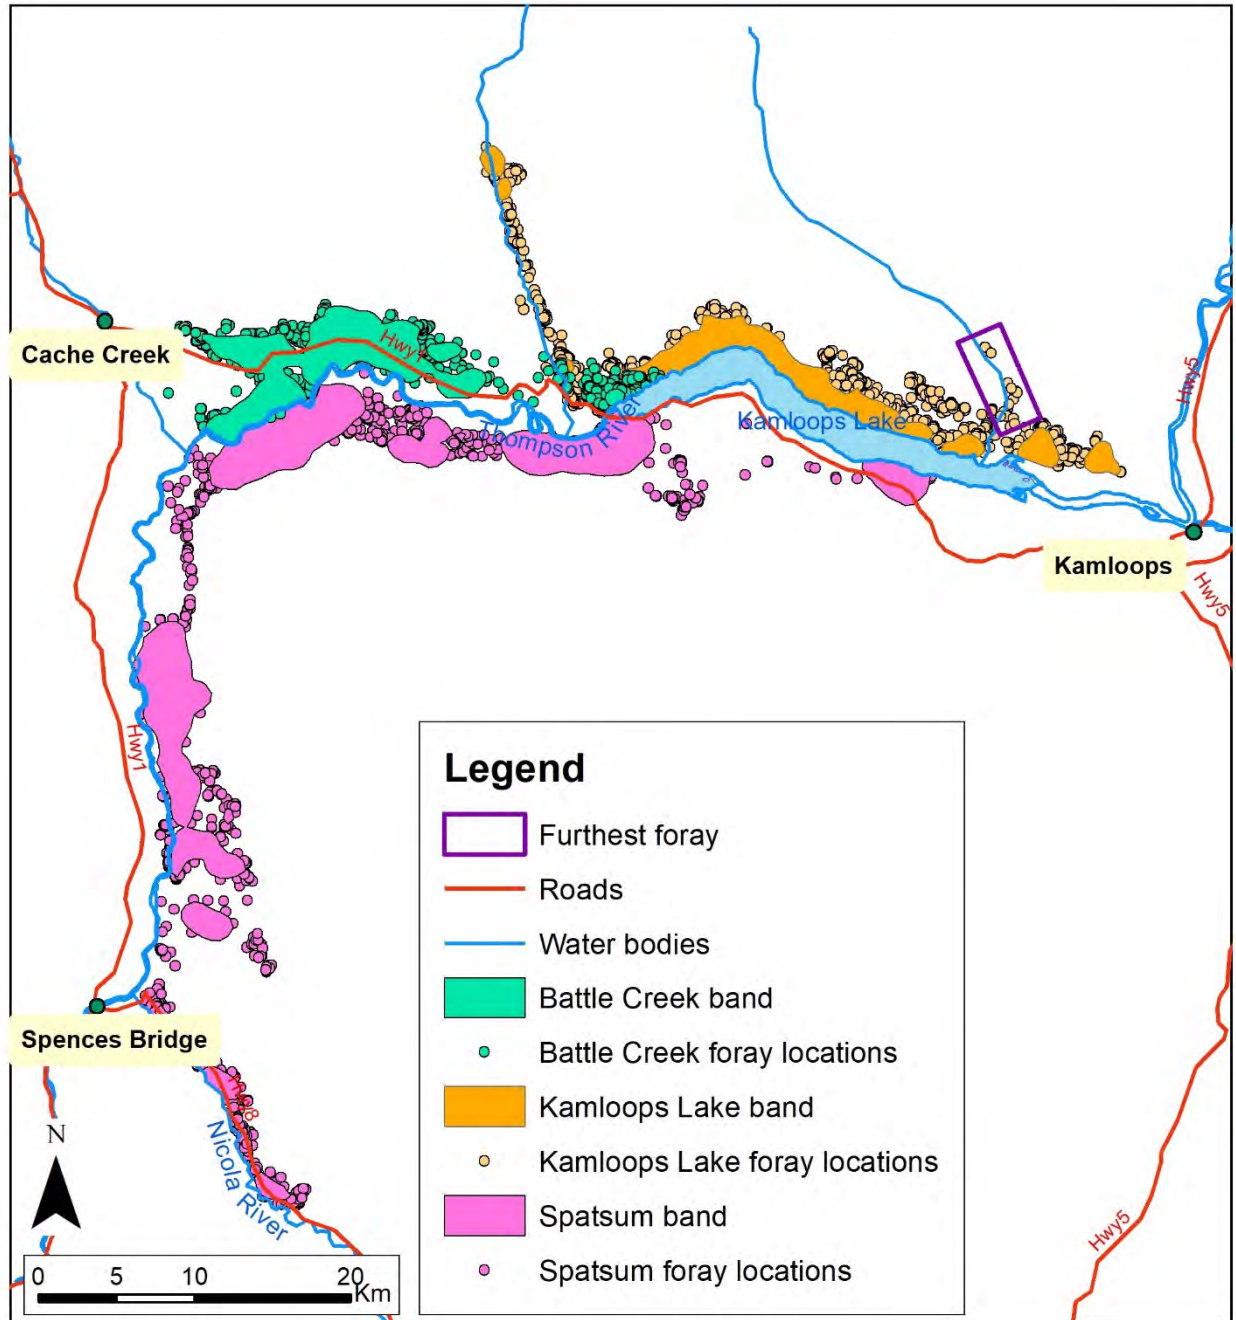 Hwy5
Cache Creek
Hwy1
Thompson River
Kamloops Lake
Kamloops
Hwy5
Hwy1
Spences Bridge
Hwy8
Nicola River
N
0 5 10 20
Km
Legend
Furthest foray
Roads
Water bodies
Battle Creek band
Battle Creek foray locations
Kamloops Lake band
Kamloops Lake foray locations
Spatsum band
Spatsum foray locations
Hwy5